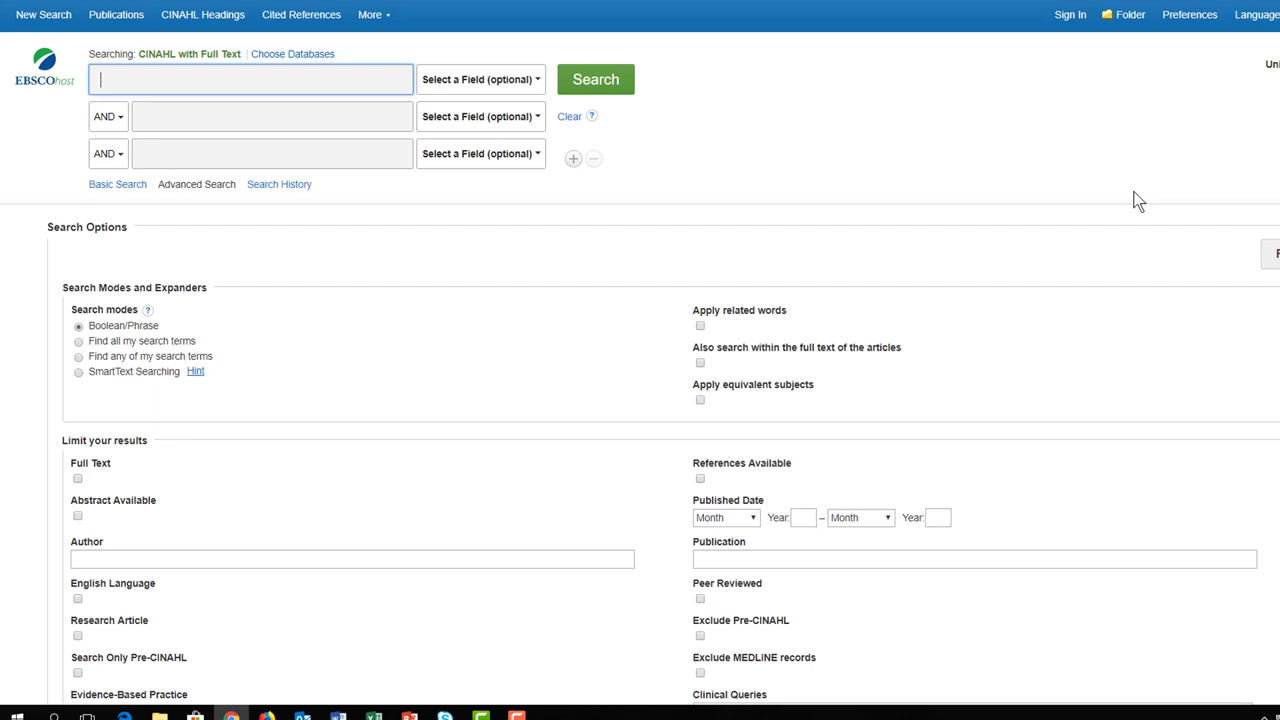 New Search Publications CINAHL Headings Cited References More Sign In Folder Preferences Language
Searching: CINAHL with Full Text Choose Databases
EBSCOhost
Select a Field (optional) Search
AND Select a Field (optional) Clear ?
AND Select a Field (optional)
Basic Search Advanced Search Search History
Search Options
Search Modes and Expanders
Search modes ?
Boolean/Phrase
Find all my search terms
Find any of my search terms
SmartText Searching Hint
Apply related words
Also search within the full text of the articles
Apply equivalent subjects
Limit your results
Full Text References Available
Abstract Available Published Date
Month Year: – Month Year:
Author Publication
English Language Peer Reviewed
Research Article Exclude Pre-CINAHL
Search Only Pre-CINAHL Exclude MEDLINE records
Evidence-Based Practice Clinical Queries